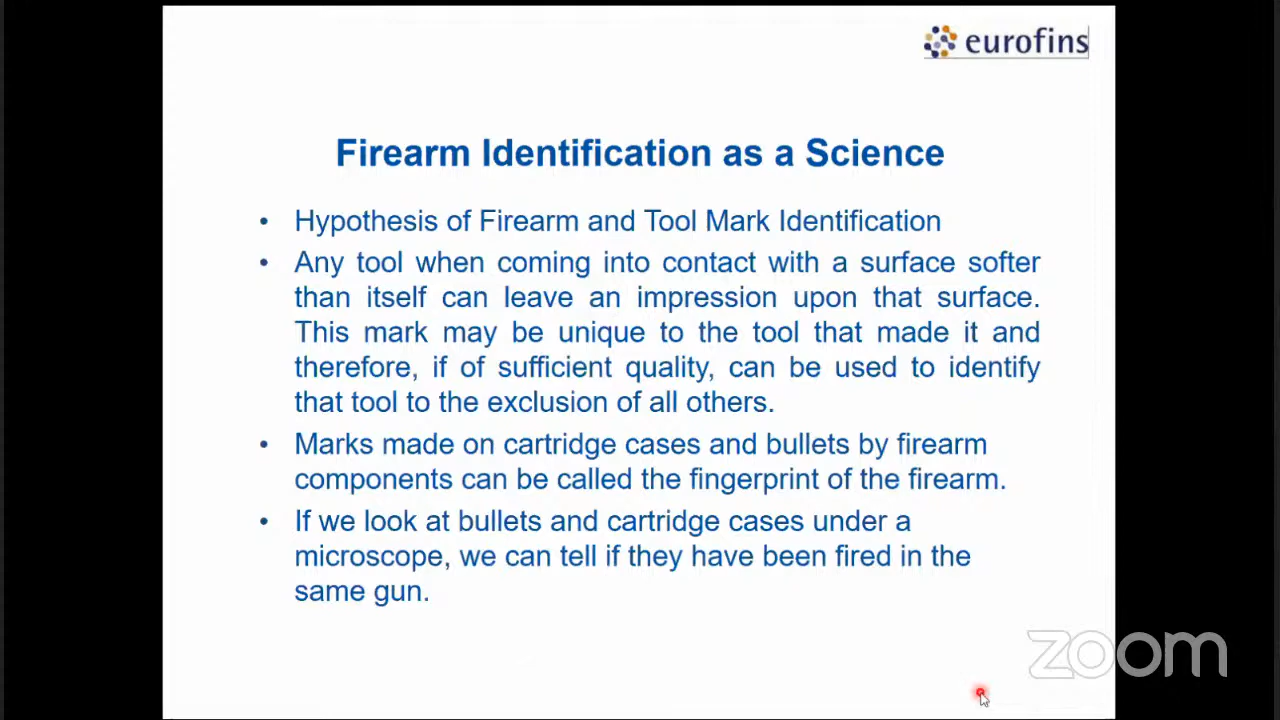 eurofins
Firearm Identification as a Science
• Hypothesis of Firearm and Tool Mark Identification
• Any tool when coming into contact with a surface softer
than itself can leave an impression upon that surface.
This mark may be unique to the tool that made it and
therefore, if of sufficient quality, can be used to identify
that tool to the exclusion of all others.
• Marks made on cartridge cases and bullets by firearm
components can be called the fingerprint of the firearm.
• If we look at bullets and cartridge cases under a
microscope, we can tell if they have been fired in the
same gun.
zoom